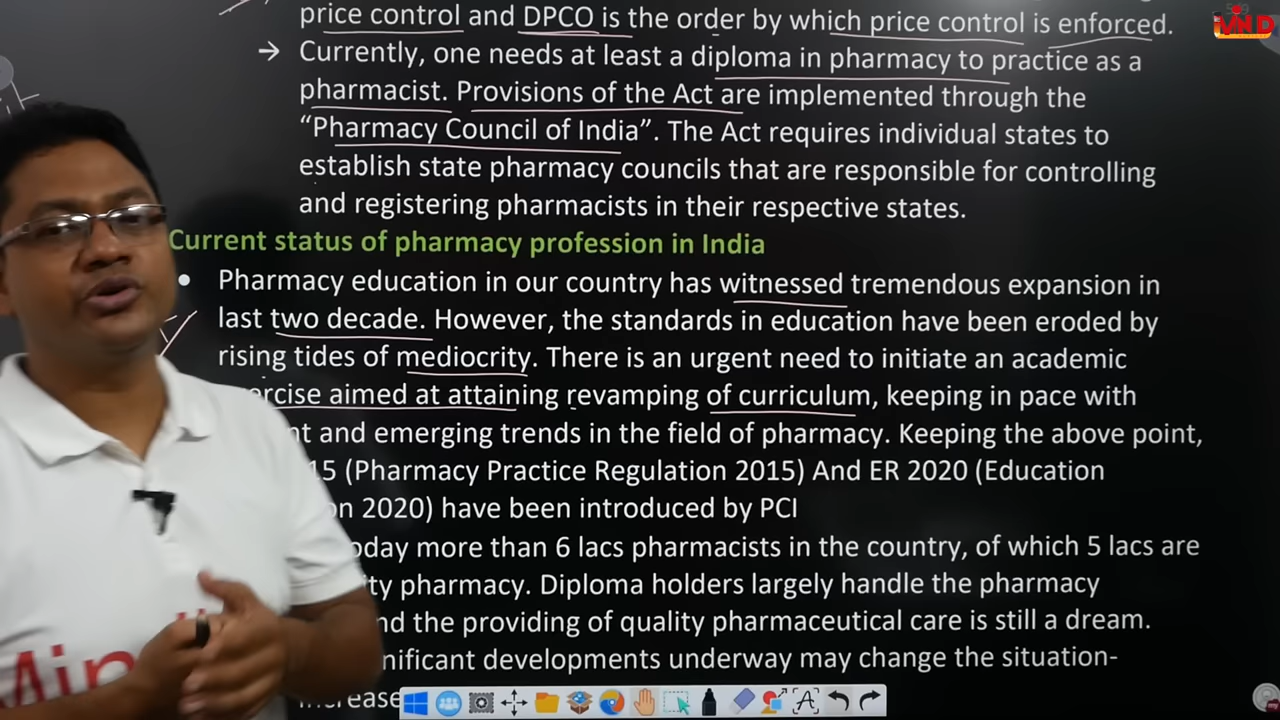 price control and DPCO is the order by which price control is enforced.
→ Currently, one needs at least a diploma in pharmacy to practice as a
pharmacist. Provisions of the Act are implemented through the
“Pharmacy Council of India”. The Act requires individual states to
establish state pharmacy councils that are responsible for controlling
and registering pharmacists in their respective states.
Current status of pharmacy profession in India
• Pharmacy education in our country has witnessed tremendous expansion in
last two decade. However, the standards in education have been eroded by
rising tides of mediocrity. There is an urgent need to initiate an academic
ercise aimed at attaining revamping of curriculum, keeping in pace with
nt and emerging trends in the field of pharmacy. Keeping the above point,
15 (Pharmacy Practice Regulation 2015) And ER 2020 (Education
on 2020) have been introduced by PCI
oday more than 6 lacs pharmacists in the country, of which 5 lacs are
ty pharmacy. Diploma holders largely handle the pharmacy
nd the providing of quality pharmaceutical care is still a dream.
nificant developments underway may change the situation-
rease